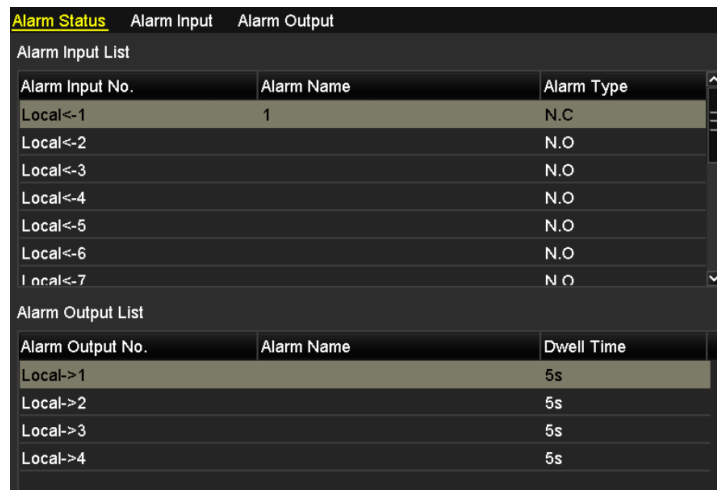 Alarm Status Alarm Input Alarm Output
Alarm Input List
Alarm Input No. Alarm Name Alarm Type
Local<-1 1 N.C
Local<-2 N.O
Local<-3 N.O
Local<-4 N.O
Local<-5 N.O
Local<-6 N.O
Local<-7 N.O
Alarm Output List
Alarm Output No. Alarm Name Dwell Time
Local->1 5s
Local->2 5s
Local->3 5s
Local->4 5s